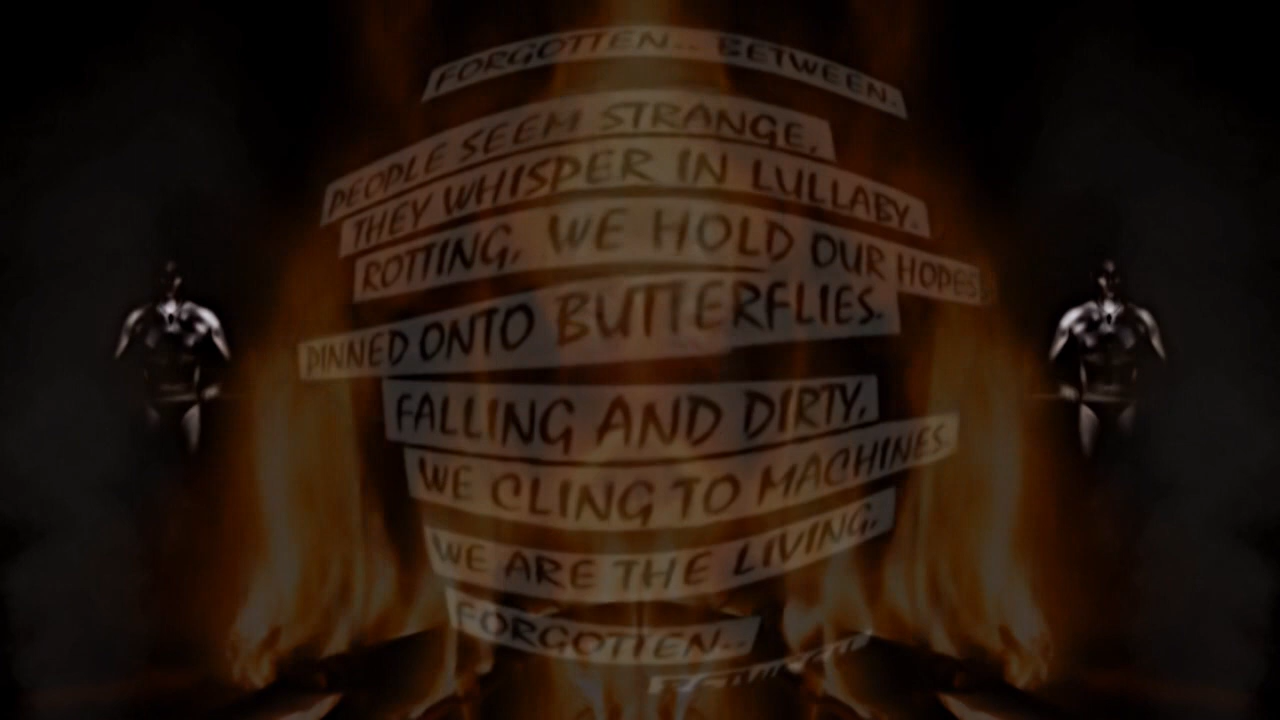 FORGOTTEN... BETWEEN.
PEOPLE SEEM STRANGE,
THEY WHISPER IN LULLABY.
ROTTING, WE HOLD OUR HOPES,
PINNED ONTO BUTTERFLIES.
FALLING AND DIRTY,
WE CLING TO MACHINES.
WE ARE THE LIVING,
FORGOTTEN...